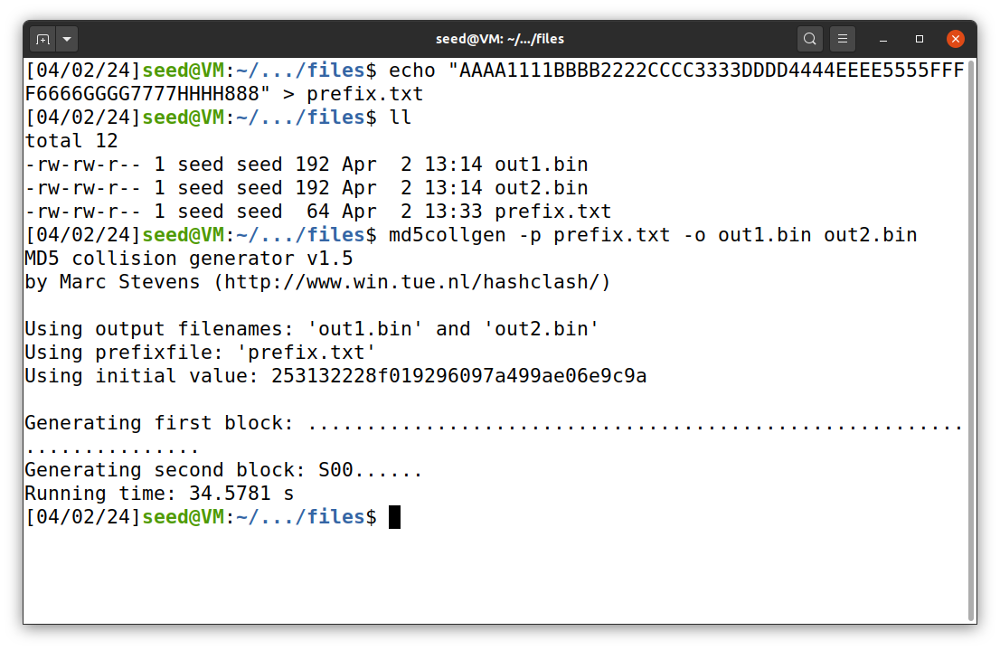 seed@VM: ~/.../files
[04/02/24]seed@VM:~/.../files$ echo "AAAA1111BBBB2222CCCC3333DDDD4444EEEE5555FFF
F6666GGGG7777HHHH888" > prefix.txt
[04/02/24]seed@VM:~/.../files$ ll
total 12
-rw-rw-r-- 1 seed seed 192 Apr  2 13:14 out1.bin
-rw-rw-r-- 1 seed seed 192 Apr  2 13:14 out2.bin
-rw-rw-r-- 1 seed seed  64 Apr  2 13:33 prefix.txt
[04/02/24]seed@VM:~/.../files$ md5collgen -p prefix.txt -o out1.bin out2.bin
MD5 collision generator v1.5
by Marc Stevens (http://www.win.tue.nl/hashclash/)
Using output filenames: 'out1.bin' and 'out2.bin'
Using prefixfile: 'prefix.txt'
Using initial value: 253132228f019296097a499ae06e9c9a
Generating first block: ........................................................
...............
Generating second block: S00......
Running time: 34.5781 s
[04/02/24]seed@VM:~/.../files$